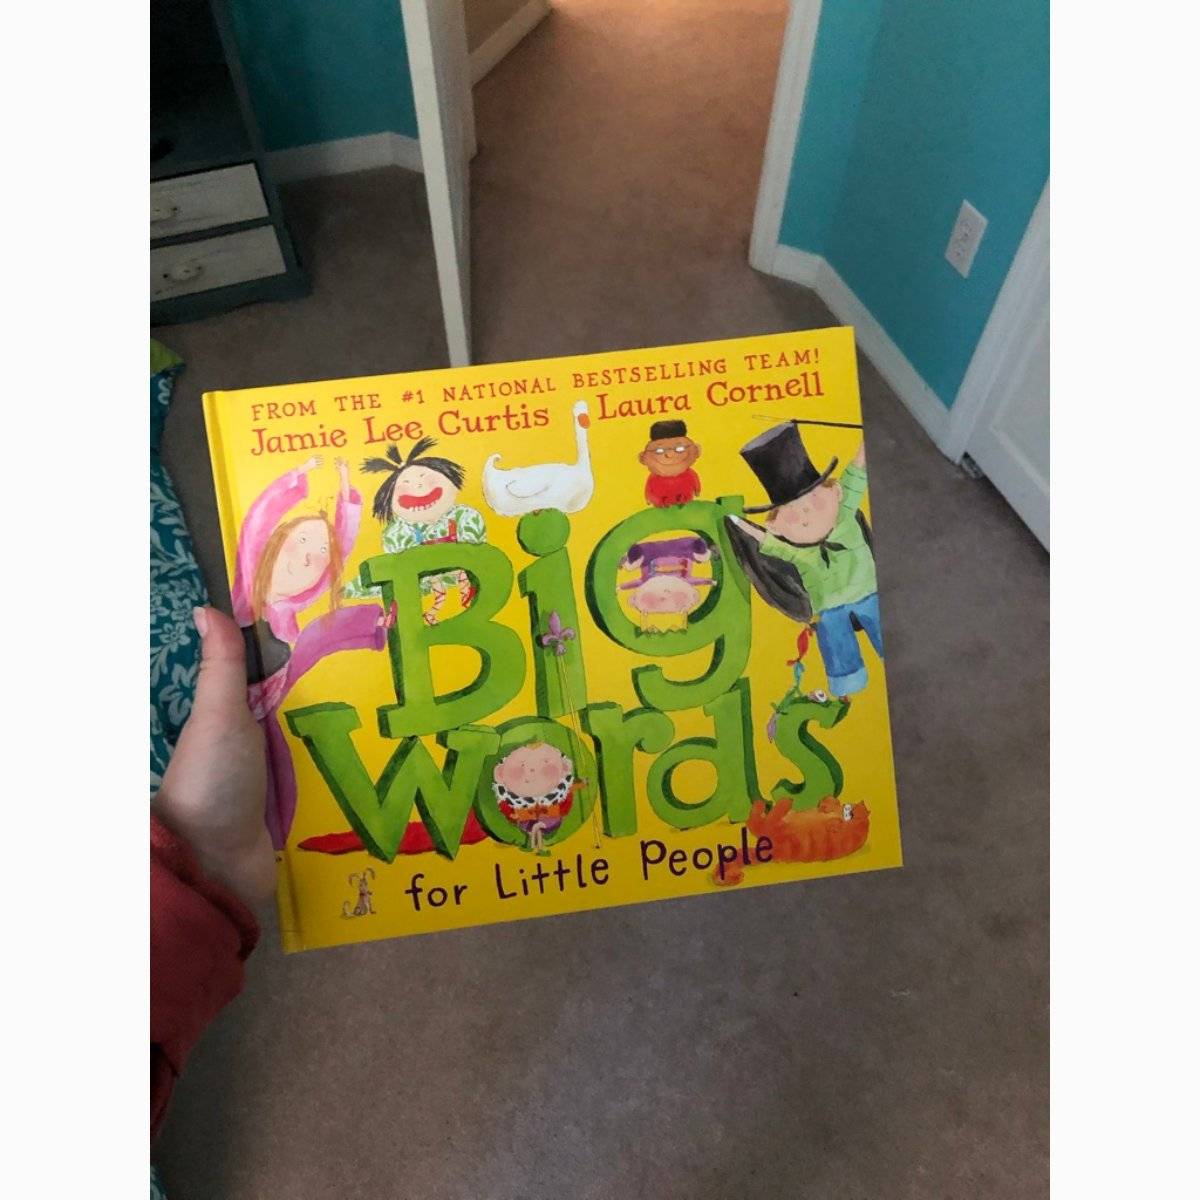 FROM THE #1 NATIONAL BESTSELLING TEAM!
Jamie Lee Curtis Laura Cornell
Big
Words
for Little People